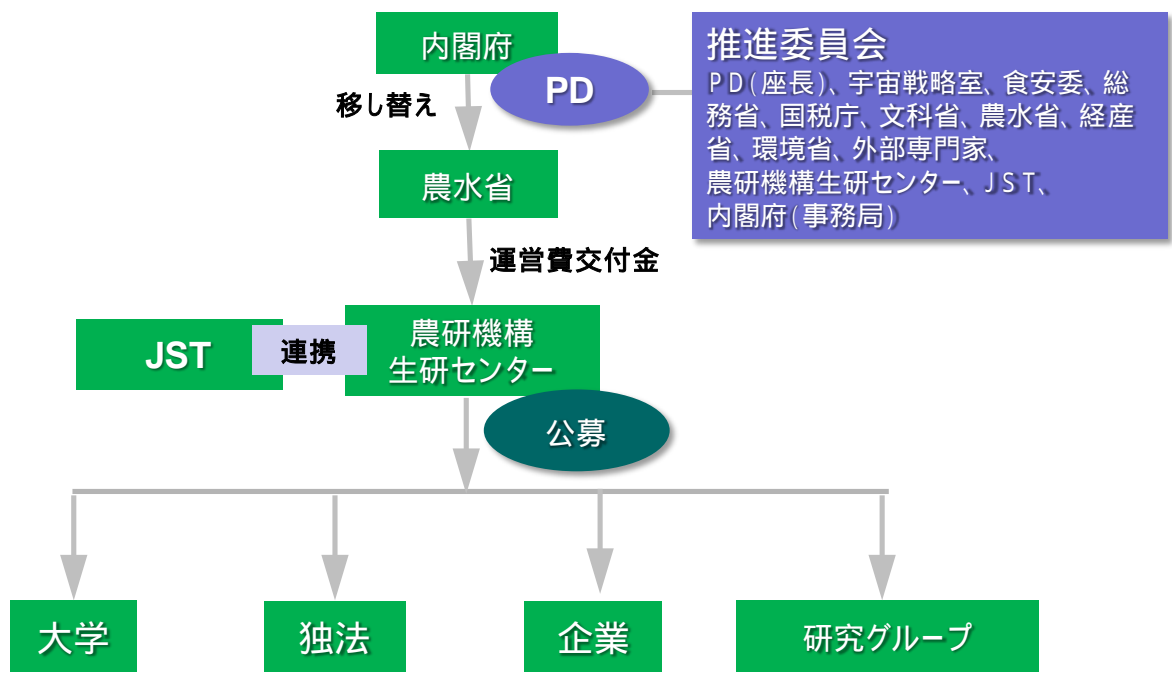 内閣府
PD
推進委員会
PD(座長)、宇宙戦略室、食安委、総
務省、国税庁、文科省、農水省、経産
省、環境省、外部専門家、
農研機構生研センター、JST、
内閣府(事務局)
移し替え
農水省
運営費交付金
JST
連携
農研機構
生研センター
公募
大学
独法
企業
研究グループ